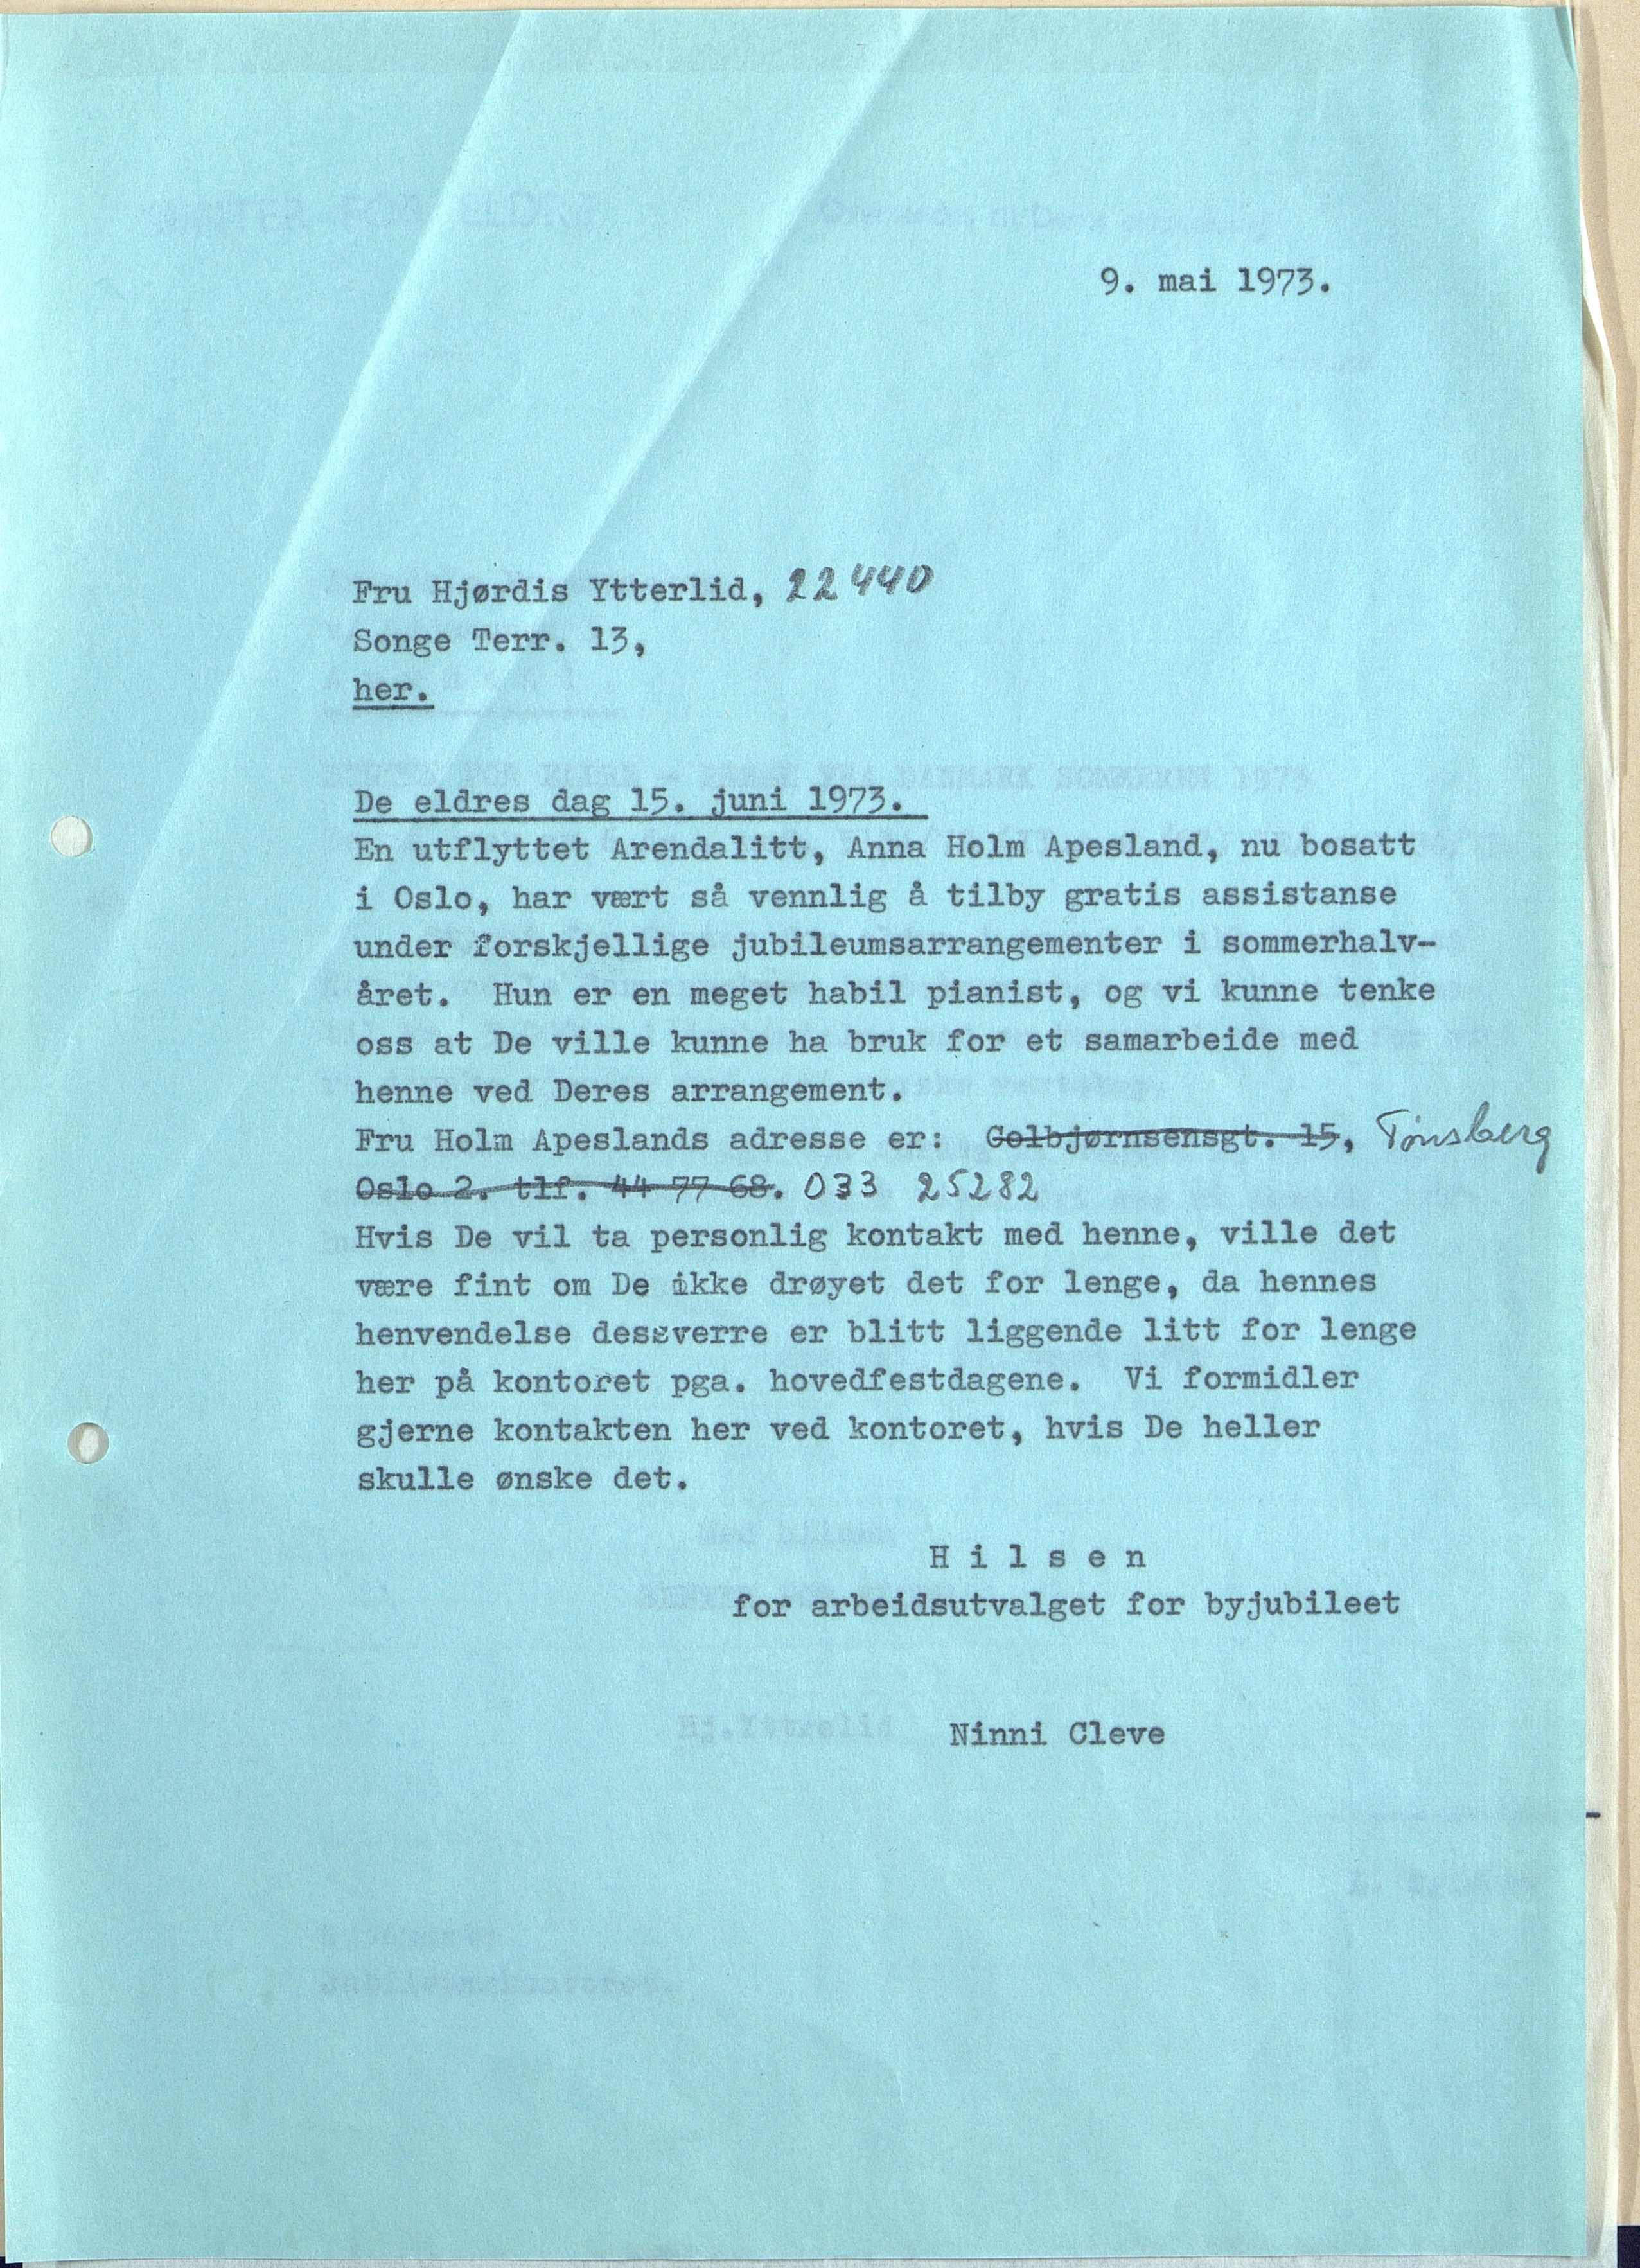 9. mai 1973.
Fru Hjørdis Ytterlid, 22440
Songe Terr. 13,
her.
De eldres dag 15. juni 1973.
En utflyttet Arendalitt, Anna Holm Apesland, nu bosatt
i Oslo, har vært så vennlig å tilby gratis assistanse
under forskjellige jubileumsarrangementer i sommerhalv-
året. Hun er en meget habil pianist, og vi kunne tenke
oss at De ville kunne ha bruk for et samarbeide med
henne ved Deres arrangement.
Fru Holm Apeslands adresse er: Colbjørnsensgt. 15, Tønsberg
Oslo 2. tlf. 44 77 68. 033 25282
Hvis De vil ta personlig kontakt med henne, ville det
være fint om De ikke drøyet det for lenge, da hennes
henvendelse dessverre er blitt liggende litt for lenge
her på kontoret pga. hovedfestdagene. Vi formidler
gjerne kontakten her ved kontoret, hvis De heller
skulle ønske det.
H i l s e n
for arbeidsutvalget for byjubileet
Hj.Yttrelid Ninni Cleve